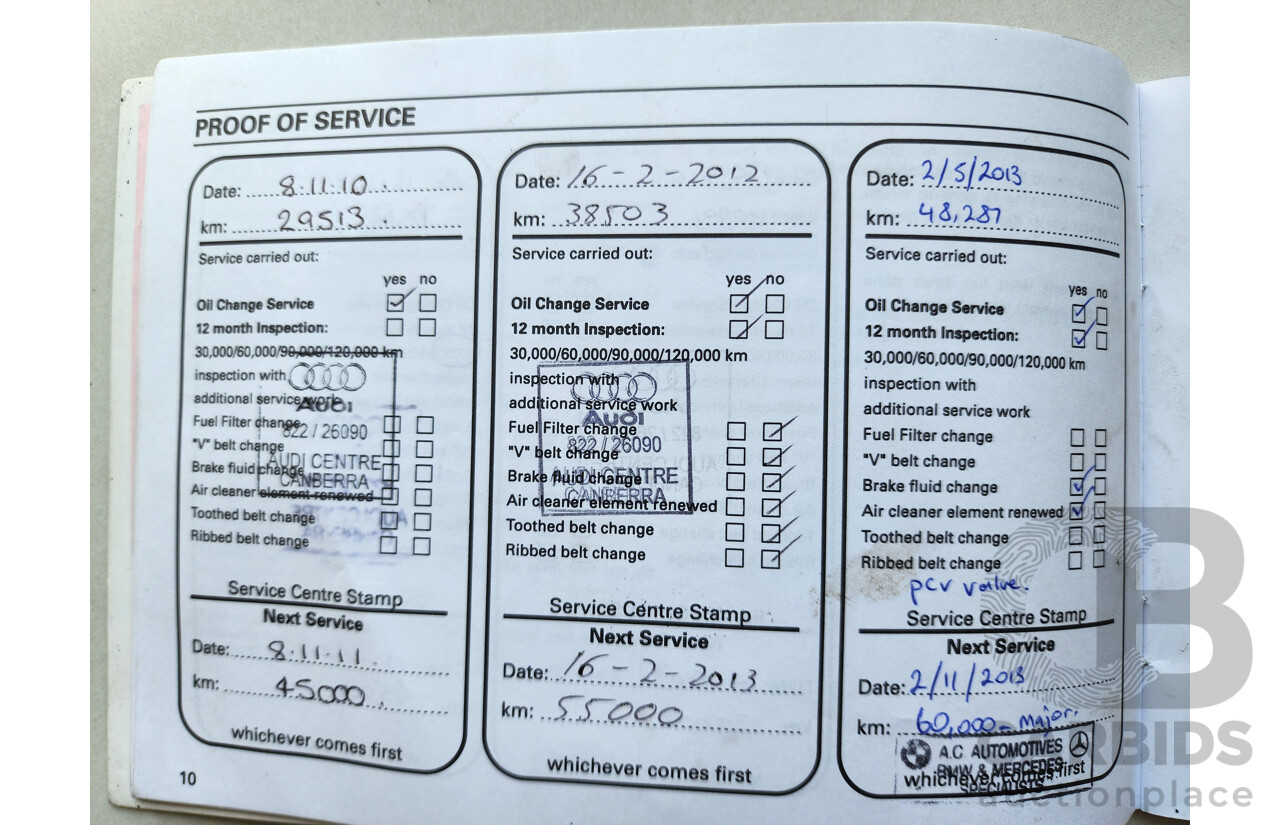 PROOF OF SERVICE
Date: 8.11.10
km: 29513
Service carried out:
yes no
Oil Change Service
12 month Inspection:
30,000/60,000/90,000/120,000 km
inspection with
additional service work
AUDI
Fuel Filter change
822 / 26090
"V" belt change
AUDI CENTRE
Brake fluid change
CANBERRA
Air cleaner element renewed
Toothed belt change
Ribbed belt change
Service Centre Stamp
Next Service
Date: 8.11.11
km: 45000
whichever comes first
10
Date: 16-2-2012
km: 38503
Service carried out:
yes no
Oil Change Service
12 month Inspection:
30,000/60,000/90,000/120,000 km
inspection with
additional service work
AUDI
Fuel Filter change
822 / 26090
"V" belt change
AUDI CENTRE
Brake fluid change
CANBERRA
Air cleaner element renewed
Toothed belt change
Ribbed belt change
Service Centre Stamp
Next Service
Date: 16-2-2013
km: 55000
whichever comes first
Date: 2/5/2013
km: 48,287
Service carried out:
yes no
Oil Change Service
12 month Inspection:
30,000/60,000/90,000/120,000 km
inspection with
additional service work
Fuel Filter change
"V" belt change
Brake fluid change
Air cleaner element renewed
Toothed belt change
Ribbed belt change
pcv valve.
Service Centre Stamp
Next Service
Date: 2/11/2013
km: 60,000 - Major.
A.C. AUTOMOTIVES
BMW & MERCEDES
whichever comes first
SPECIALISTS
auctionplace